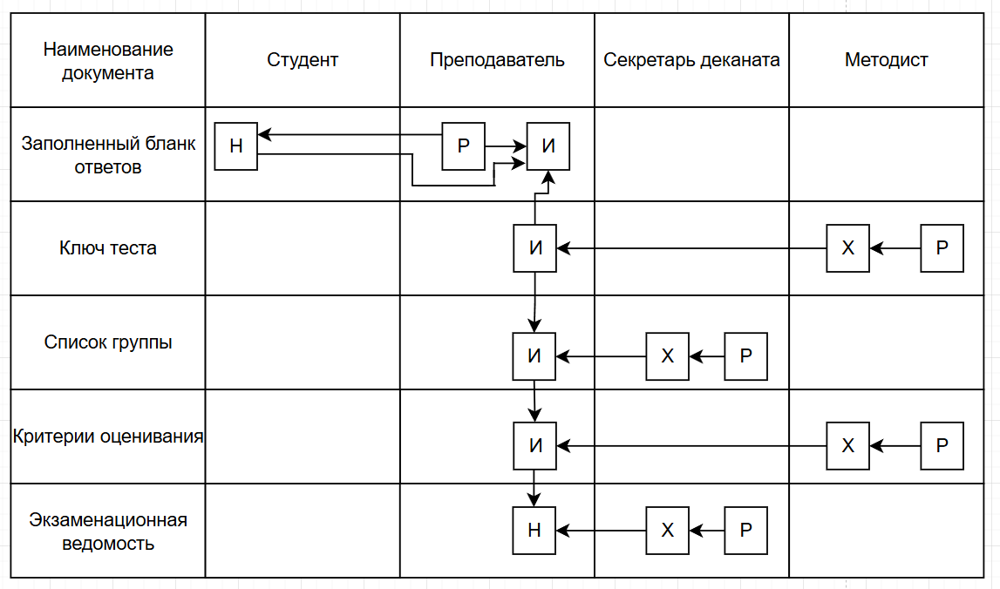 Наименование
документа
Студент
Преподаватель
Секретарь деканата
Методист
Заполненный бланк
ответов
Н
Р
И
Ключ теста
И
Х
Р
Список группы
И
Х
Р
Критерии оценивания
И
Х
Р
Экзаменационная
ведомость
Н
Х
Р